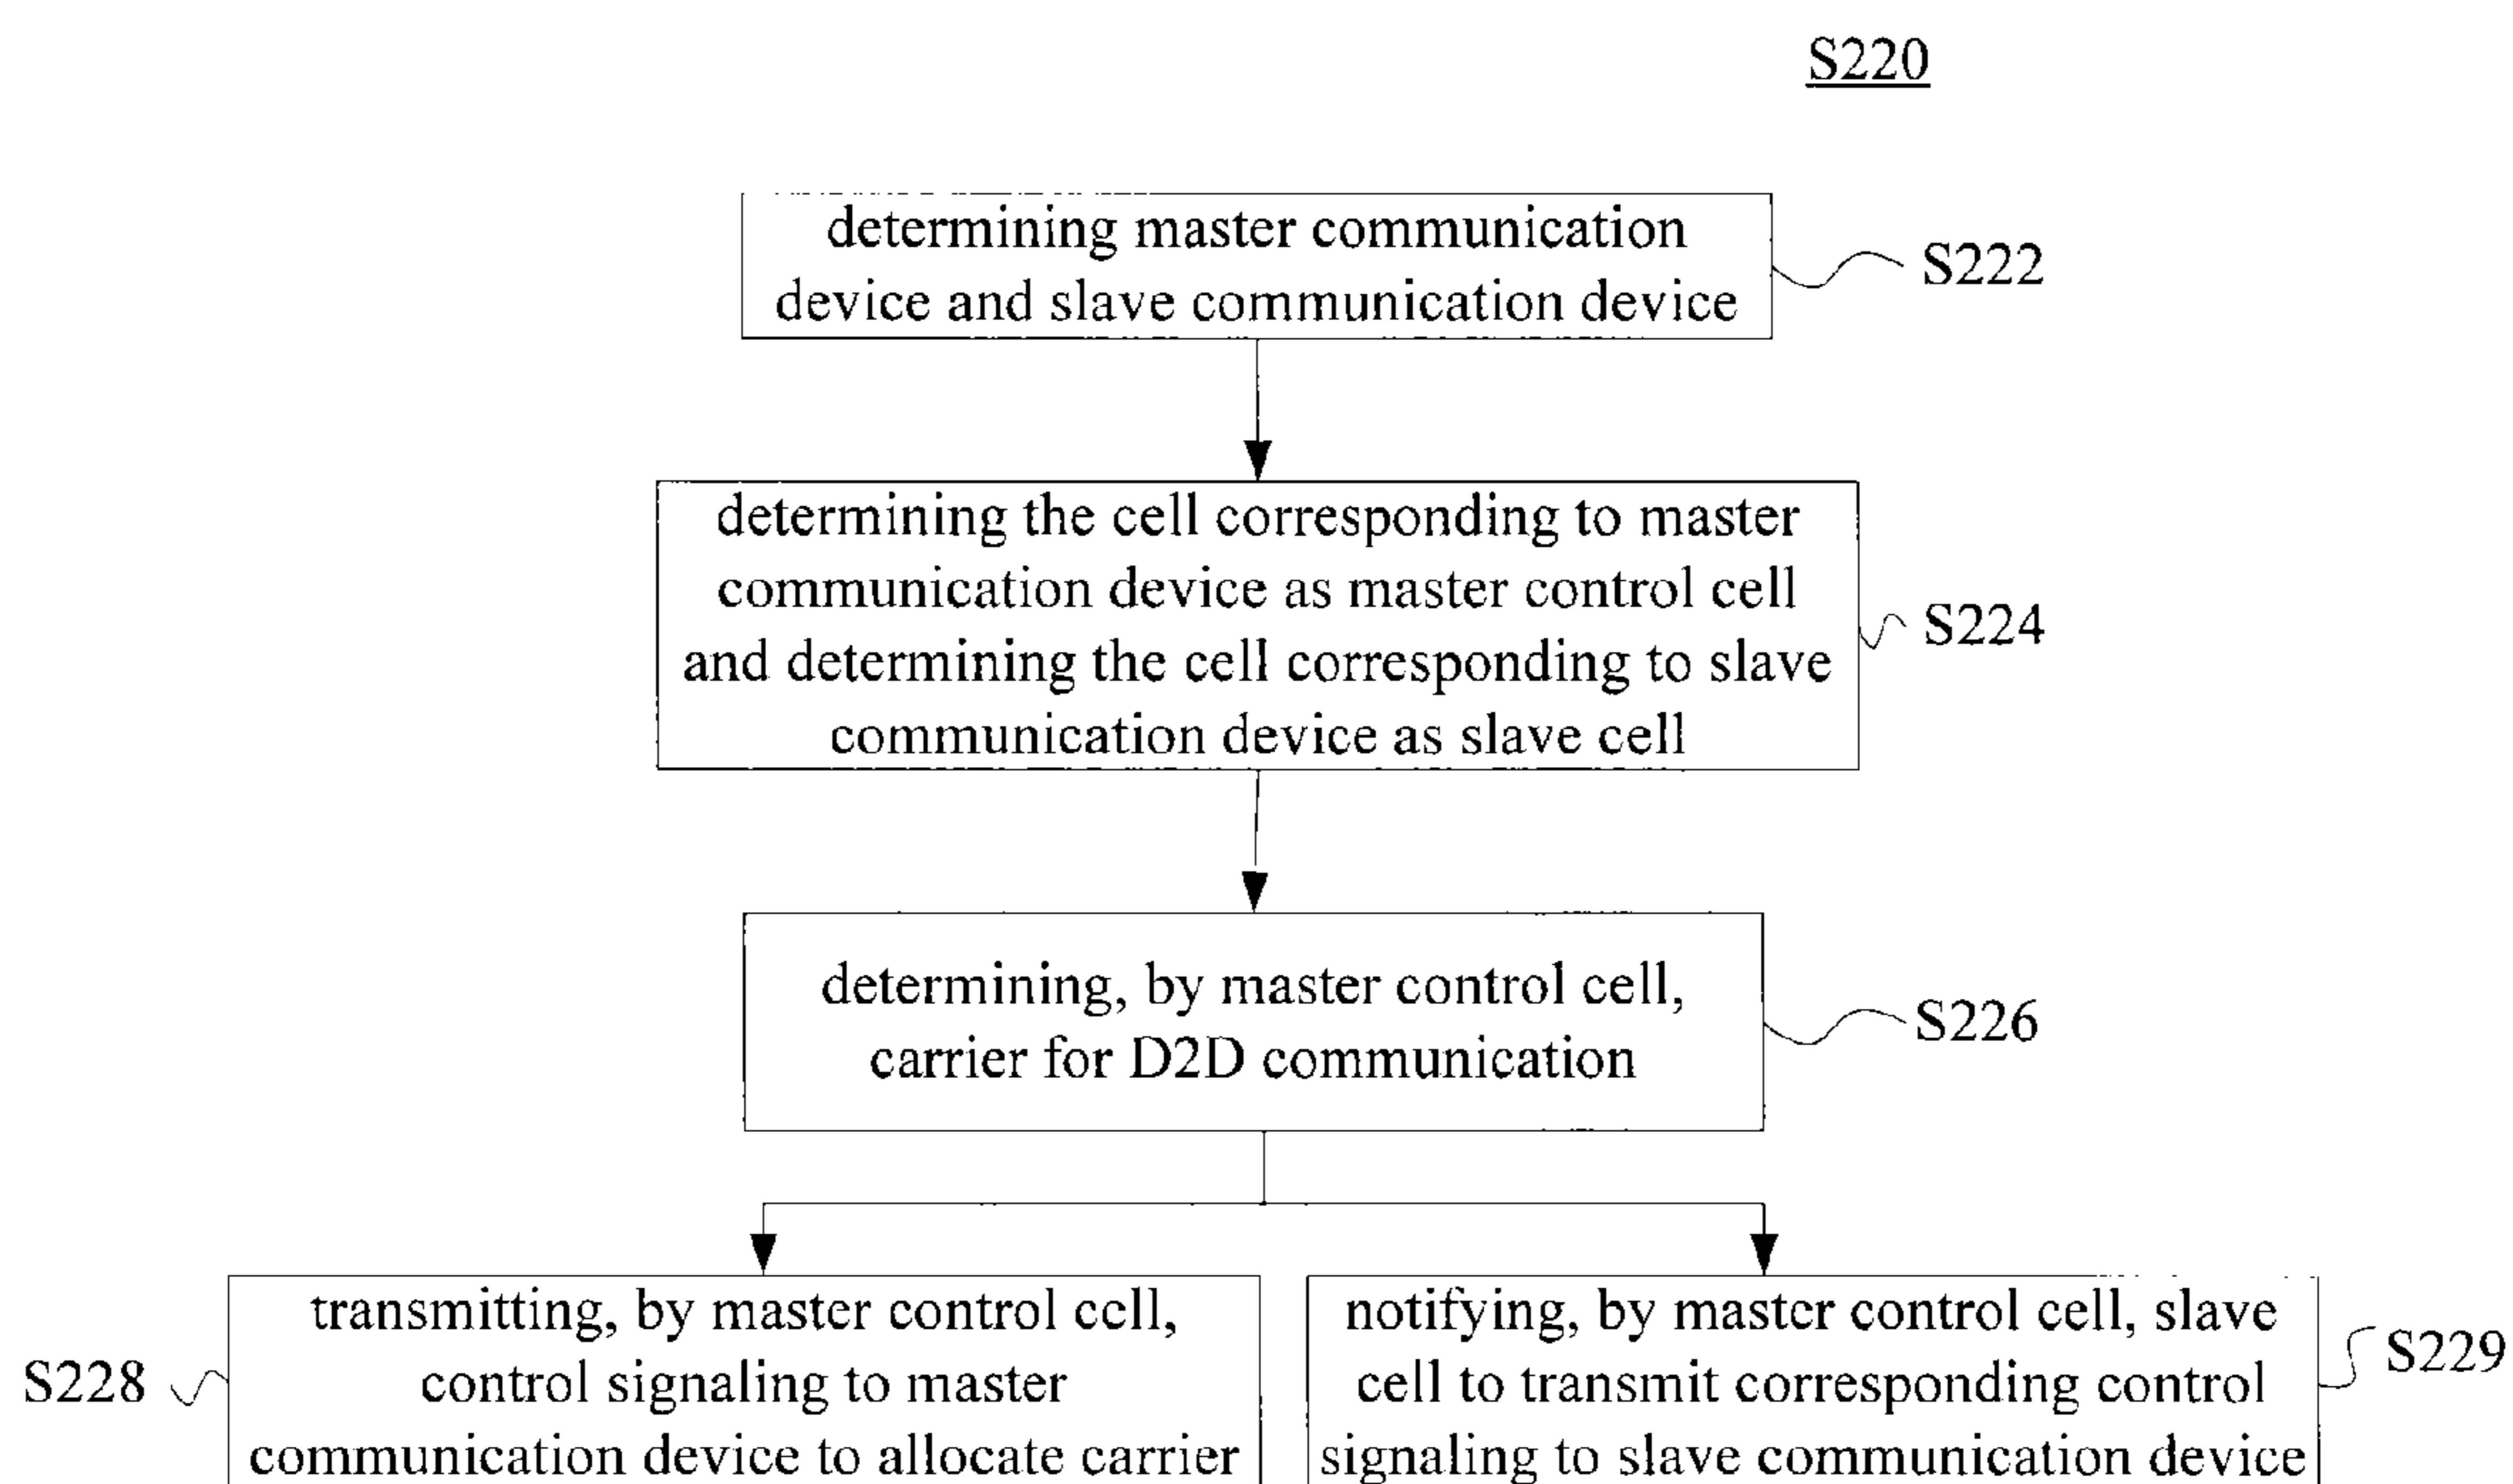 S220
determining master communication
device and slave communication device
S222
determining the cell corresponding to master
communication device as master control cell
and determining the cell corresponding to slave
communication device as slave cell
S224
determining, by master control cell,
carrier for D2D communication
S226
transmitting, by master control cell,
control signaling to master
communication device to allocate carrier
S228
notifying, by master control cell, slave
cell to transmit corresponding control
signaling to slave communication device
S229